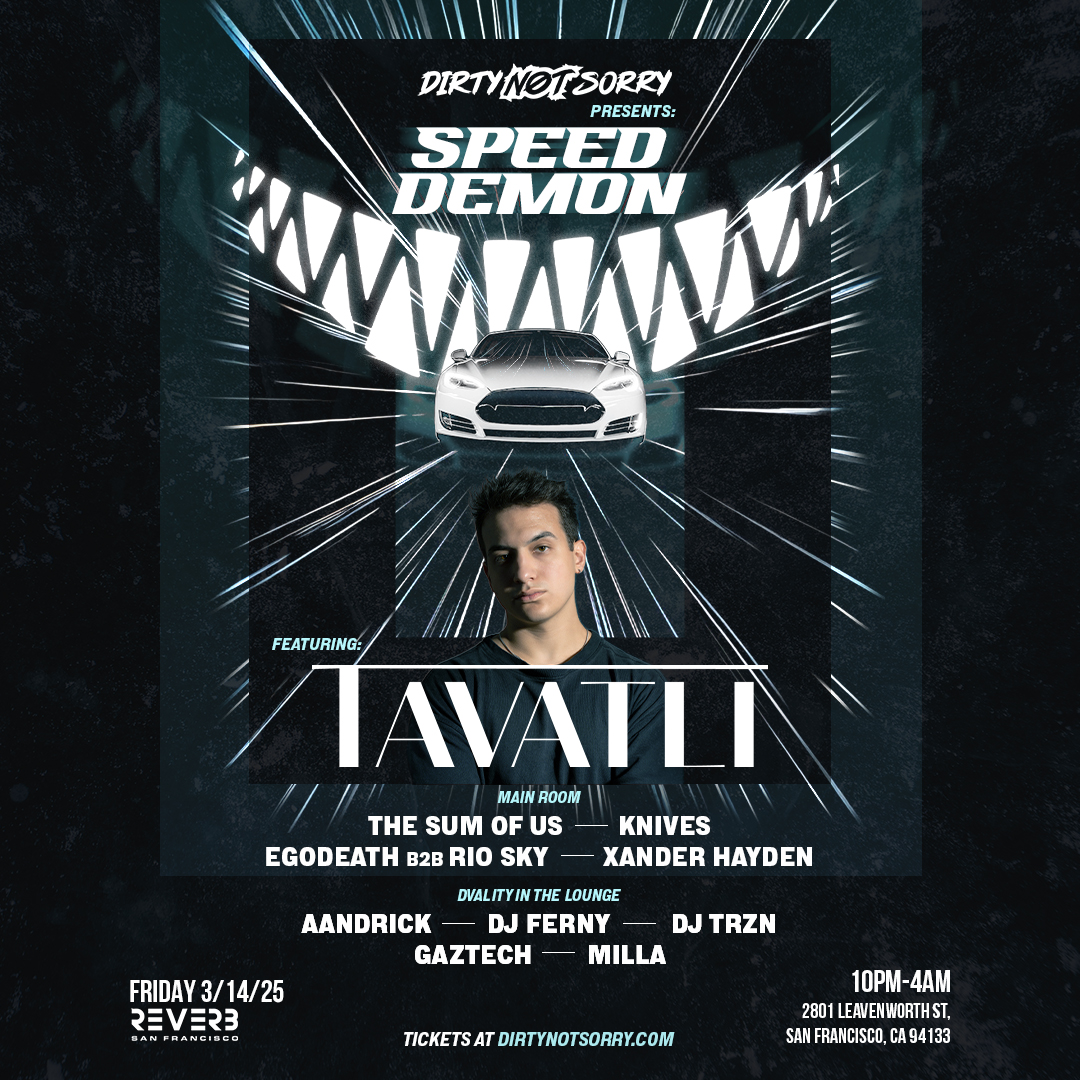 DIRTY NOT SORRY
PRESENTS:
SPEED
DEMON
FEATURING:
TAVATLI
MAIN ROOM
THE SUM OF US — KNIVES
EGODEATH B2B RIO SKY — XANDER HAYDEN
DVALITY IN THE LOUNGE
AANDRICK — DJ FERNY — DJ TRZN
GAZTECH — MILLA
FRIDAY 3/14/25
REVERB
SAN FRANCISCO
TICKETS AT DIRTYNOTSORRY.COM
10PM-4AM
2801 LEAVENWORTH ST,
SAN FRANCISCO, CA 94133